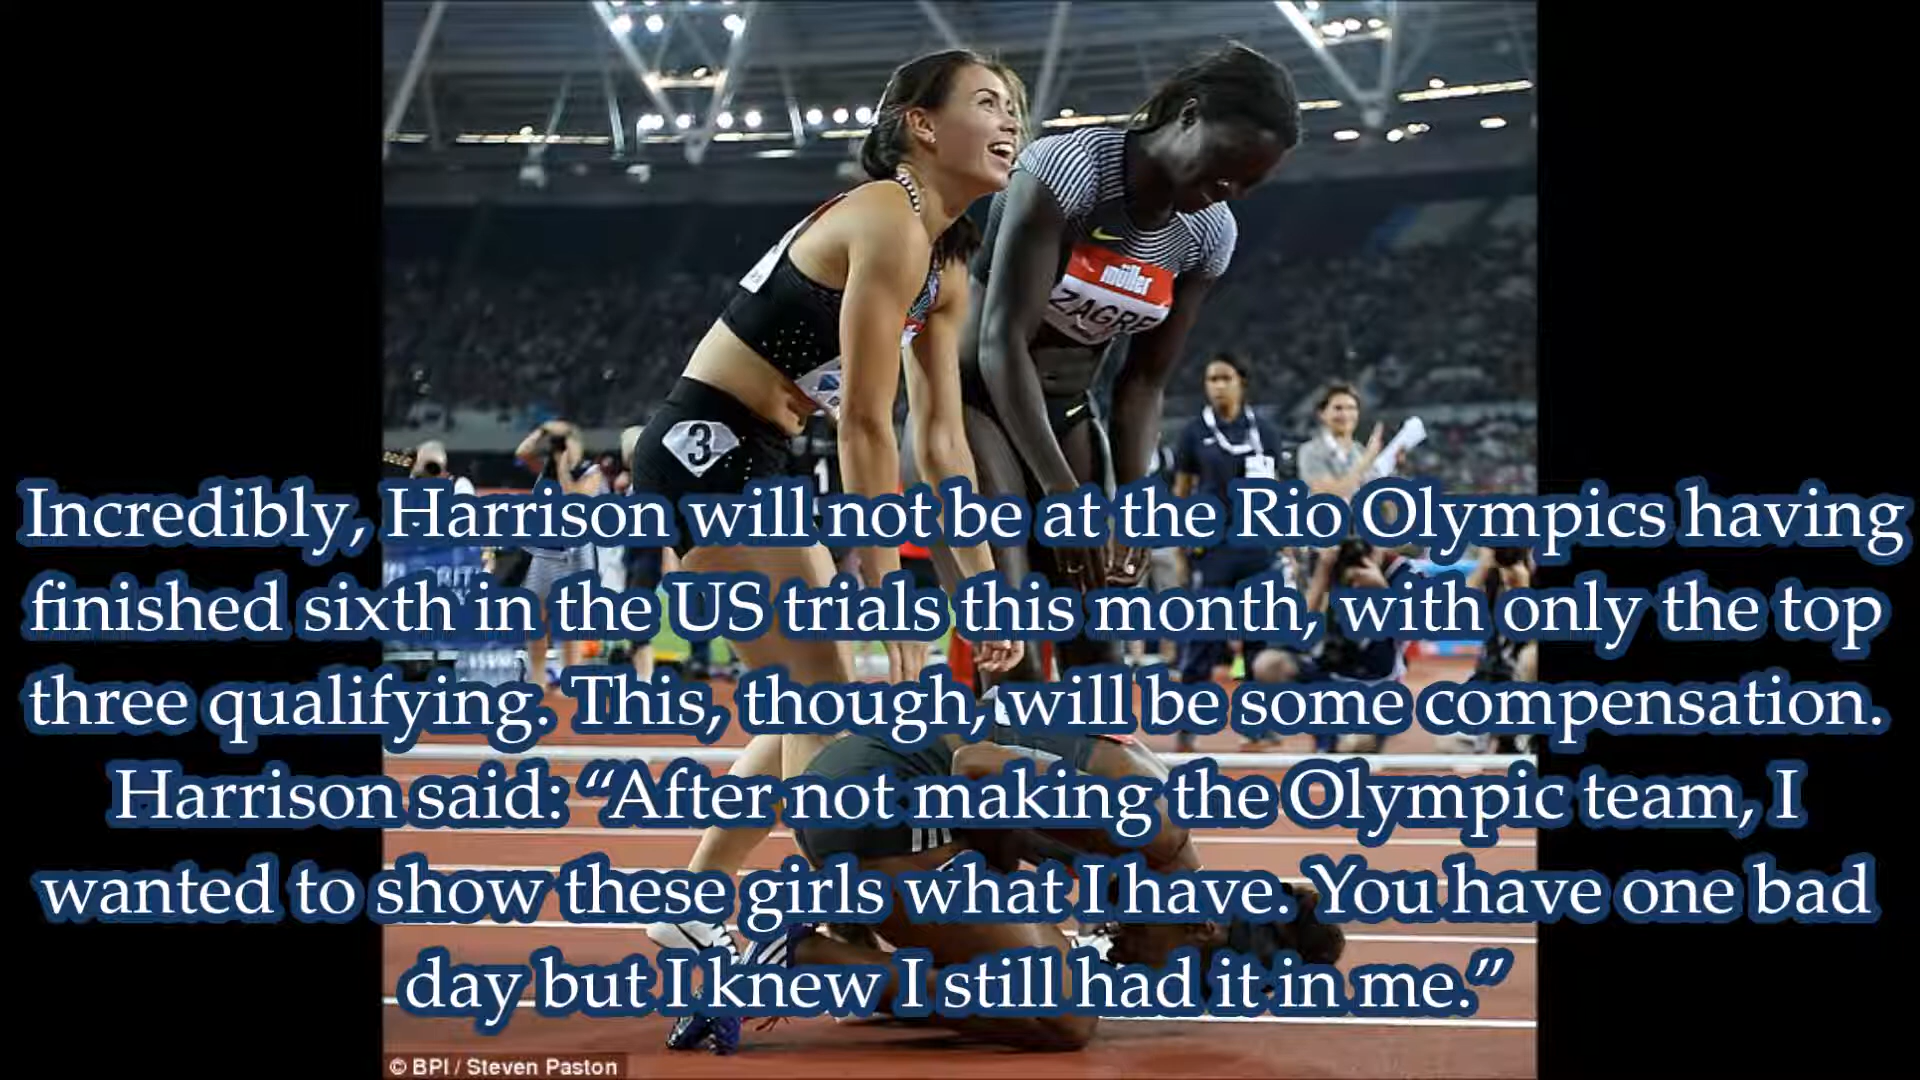 müller
ZAGRE
3
1
Incredibly, Harrison will not be at the Rio Olympics having
finished sixth in the US trials this month, with only the top
three qualifying. This, though, will be some compensation.
Harrison said: “After not making the Olympic team, I
wanted to show these girls what I have. You have one bad
day but I knew I still had it in me.”
© BPI / Steven Paston